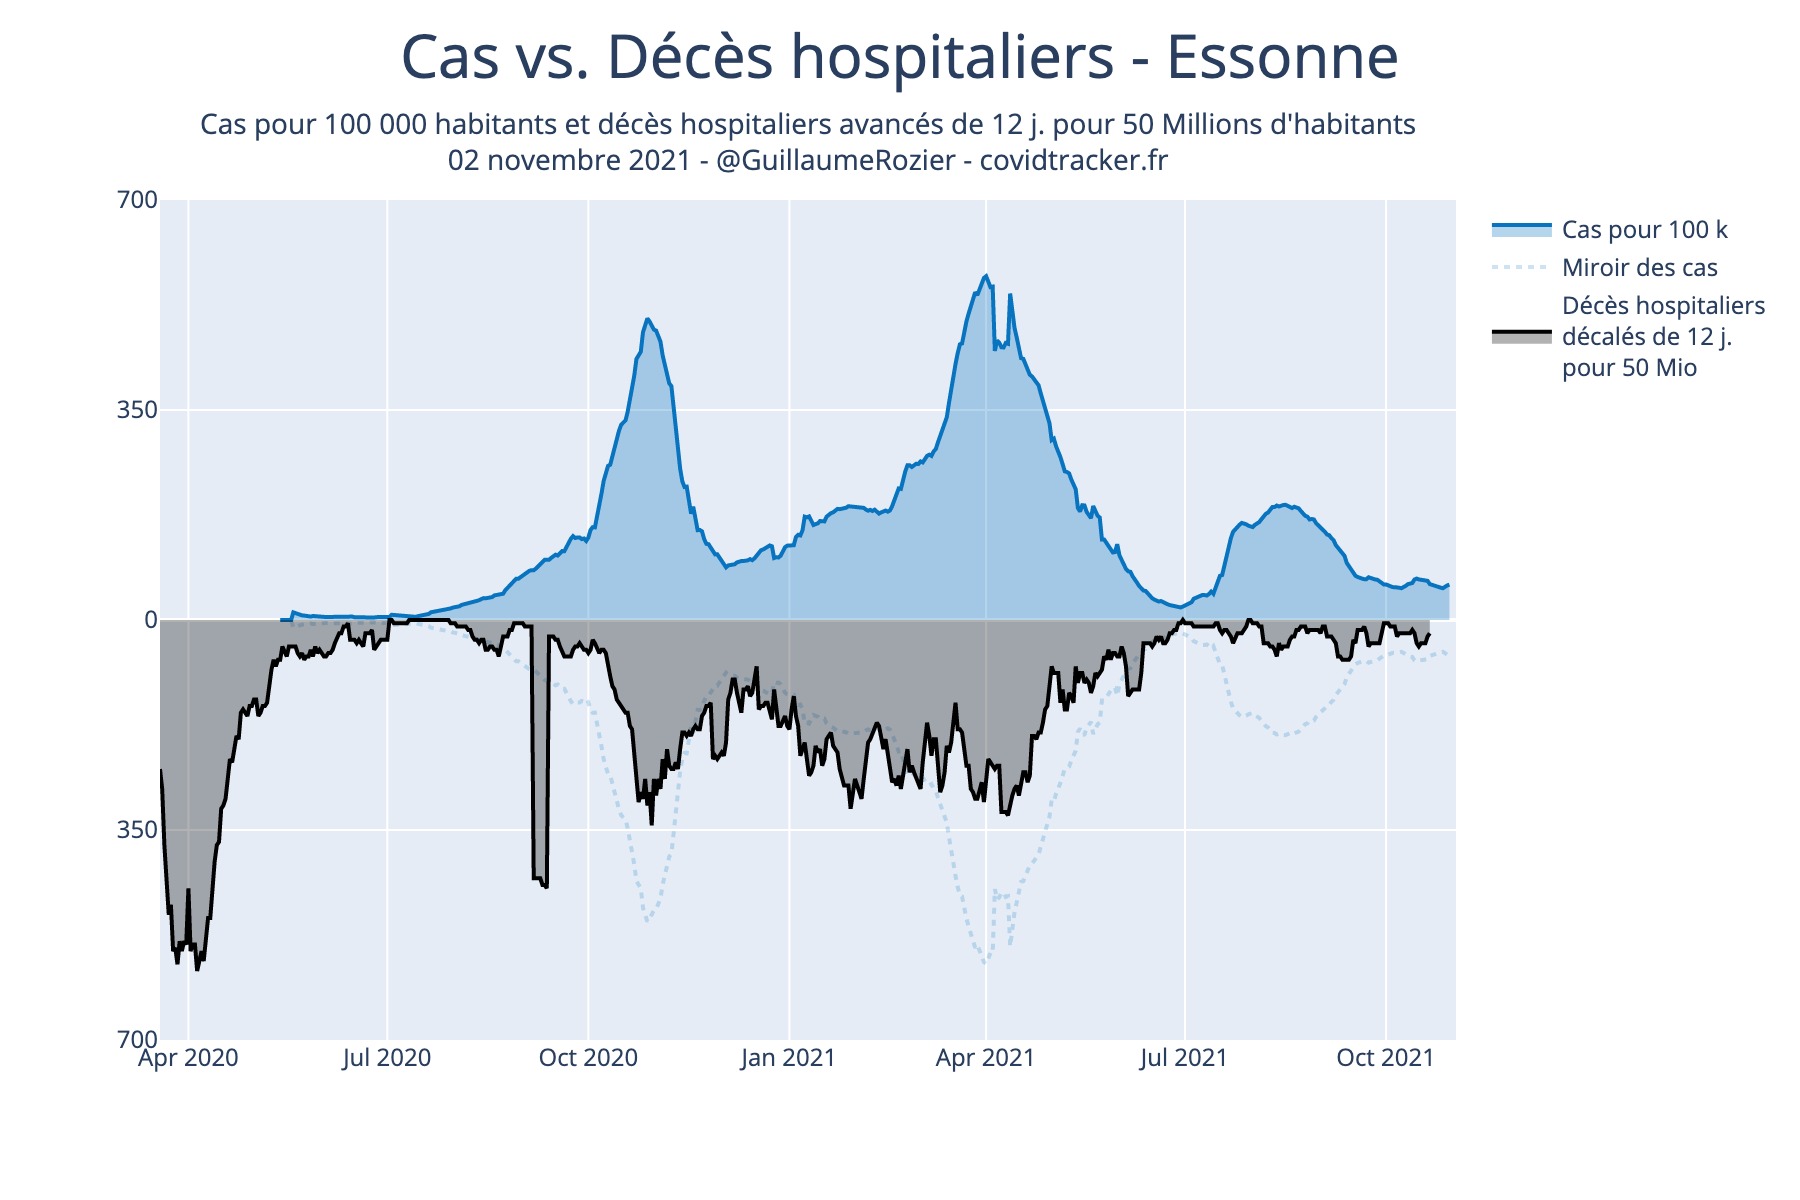 Cas vs. Décès hospitaliers - Essonne
Cas pour 100 000 habitants et décès hospitaliers avancés de 12 j. pour 50 Millions d'habitants
02 novembre 2021 - @GuillaumeRozier - covidtracker.fr
700
350
0
350
700
Apr 2020
Jul 2020
Oct 2020
Jan 2021
Apr 2021
Jul 2021
Oct 2021
Cas pour 100 k
Miroir des cas
Décès hospitaliers
décalés de 12 j.
pour 50 Mio